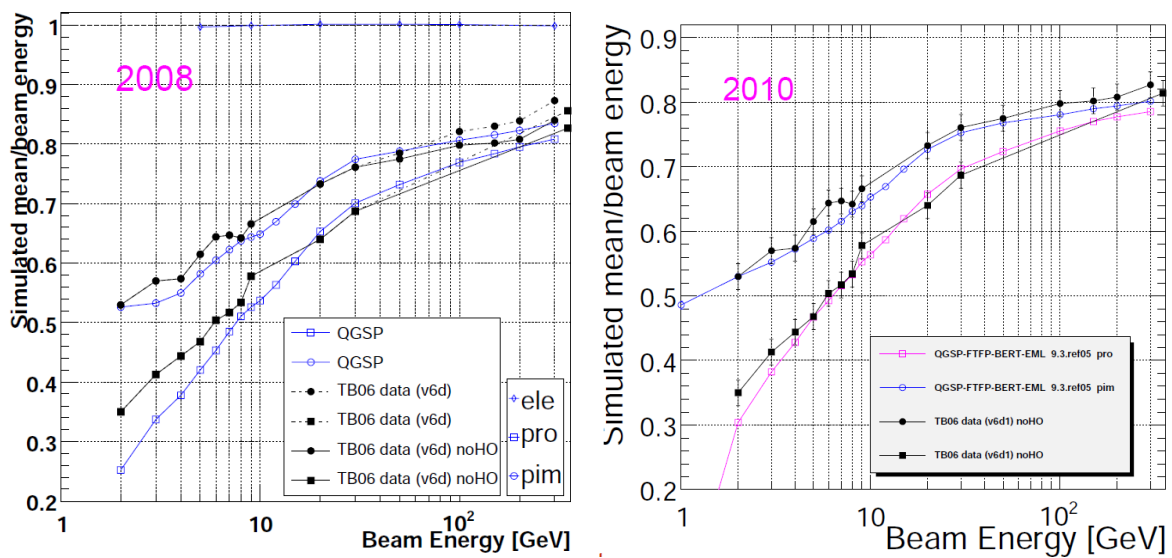 Simulated mean/beam energy
1
0.9
0.8
0.7
0.6
0.5
0.4
0.3
0.2
2008
QGSP
QGSP
TB06 data (v6d)
TB06 data (v6d)
TB06 data (v6d) noHO
TB06 data (v6d) noHO
ele
pro
pim
1
10
10²
Beam Energy [GeV]
Simulated mean/beam energy
0.9
0.8
0.7
0.6
0.5
0.4
0.3
0.2
2010
QGSP-FTFP-BERT-EML 9.3.ref05 pro
QGSP-FTFP-BERT-EML 9.3.ref05 pim
TB06 data (v6d1) noHO
TB06 data (v6d1) noHO
1
10
10²
Beam Energy [GeV]